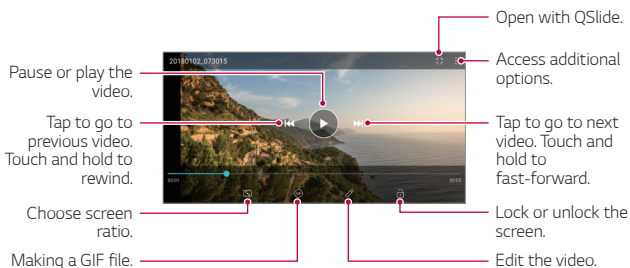 Open with QSlide.
20180102_073015
Access additional
options.
Pause or play the
video.
Tap to go to
previous video.
Touch and hold to
rewind.
Tap to go to next
video. Touch and
hold to
fast-forward.
00:01
00:05
GIF
Choose screen
ratio.
Lock or unlock the
screen.
Making a GIF file.
Edit the video.